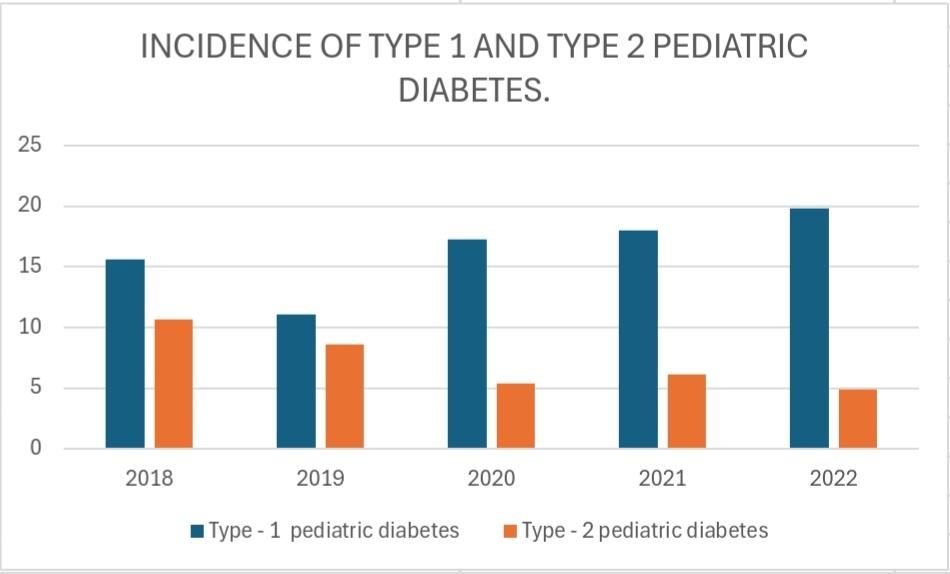 INCIDENCE OF TYPE 1 AND TYPE 2 PEDIATRIC
DIABETES.
25
20
15
10
5
0
2018 2019 2020 2021 2022
Type - 1  pediatric diabetes Type - 2 pediatric diabetes